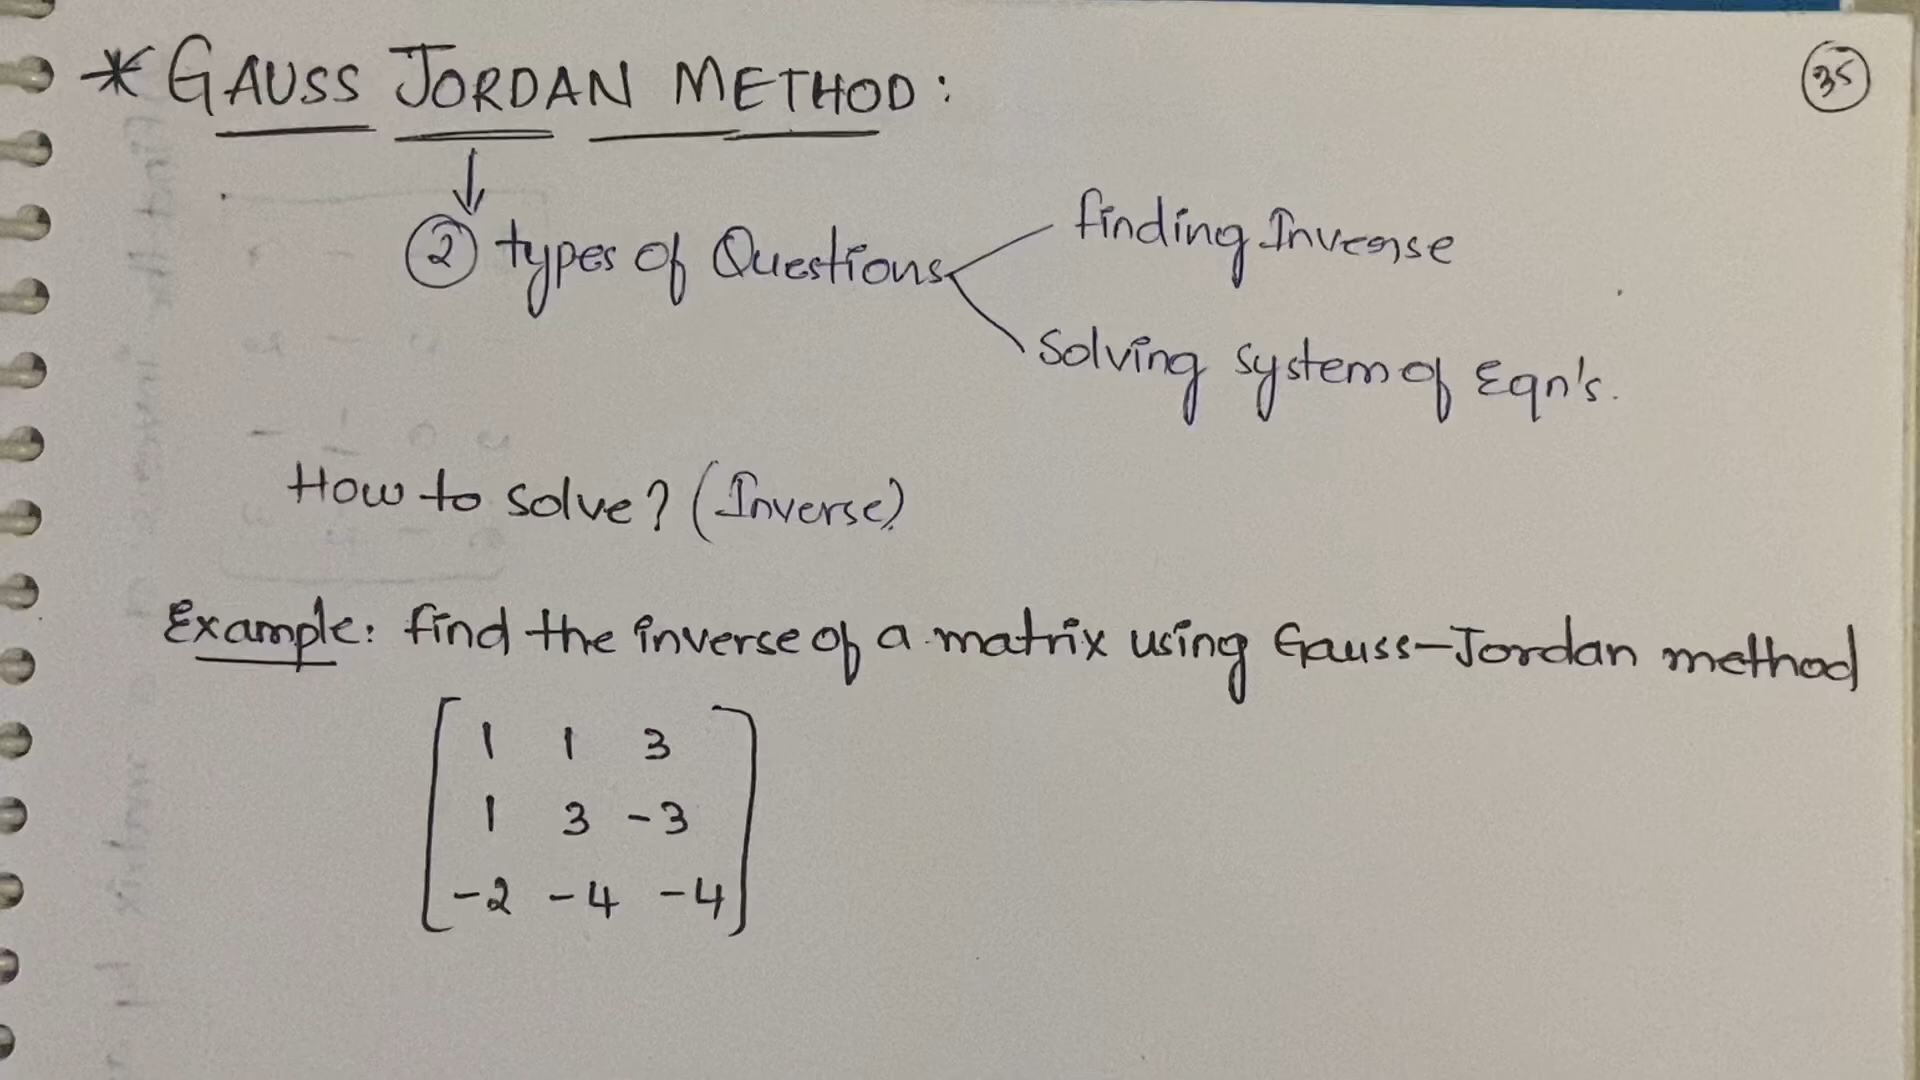 * GAUSS JORDAN METHOD:
35
② types of Questions
finding Inverse
Solving system of Eqn's.
How to solve? (Inverse)
Example: find the inverse of a matrix using Gauss-Jordan method
1 1 3
1 3 -3
-2 -4 -4